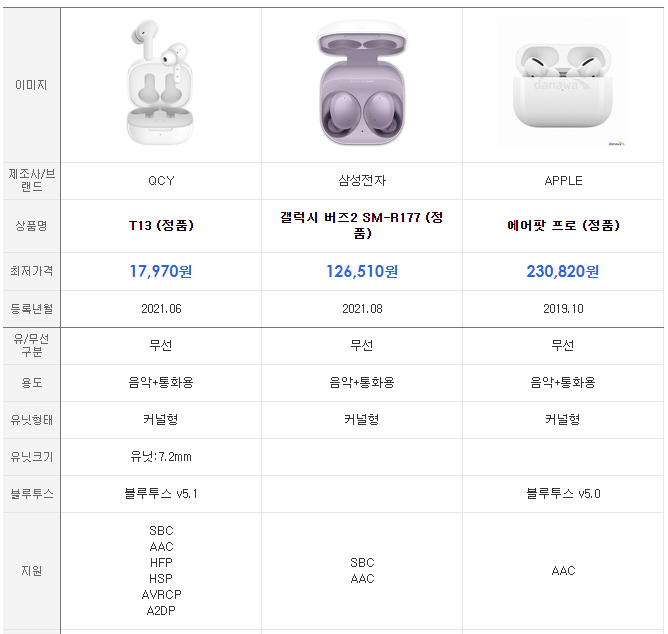 이미지
danawa
danawa
제조사/브
랜드
QCY
삼성전자
APPLE
상품명
T13 (정품)
갤럭시 버즈2 SM-R177 (정
품)
에어팟 프로 (정품)
최저가격
17,970원
126,510원
230,820원
등록년월
2021.06
2021.08
2019.10
유/무선
구분
무선
무선
무선
용도
음악+통화용
음악+통화용
음악+통화용
유닛형태
커널형
커널형
커널형
유닛크기
유닛:7.2mm
블루투스
블루투스 v5.1
블루투스 v5.0
지원
SBC
AAC
HFP
HSP
AVRCP
A2DP
SBC
AAC
AAC